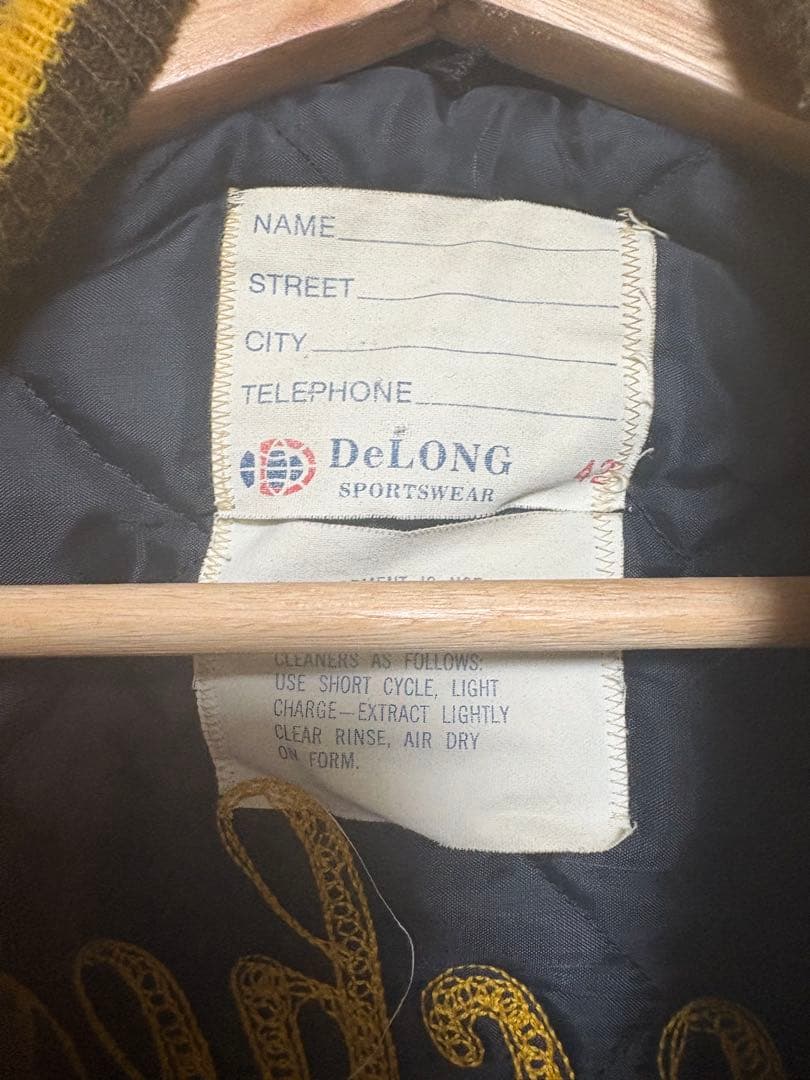 NAME
STREET
CITY
TELEPHONE
DeLONG
SPORTSWEAR
42
CLEANERS AS FOLLOWS:
USE SHORT CYCLE, LIGHT
CHARGE—EXTRACT LIGHTLY
CLEAR RINSE, AIR DRY
ON FORM.